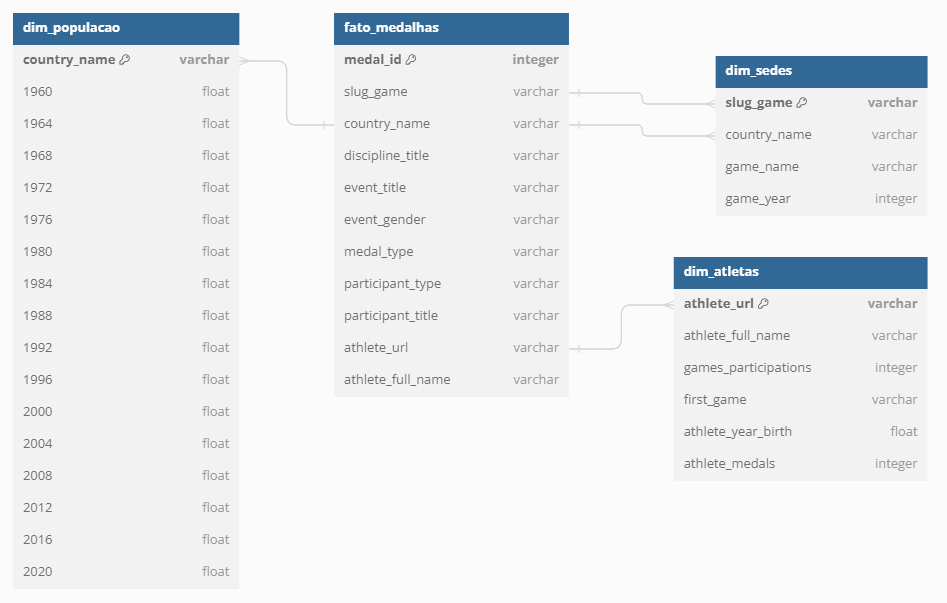 dim_populacao
country_name varchar
1960 float
1964 float
1968 float
1972 float
1976 float
1980 float
1984 float
1988 float
1992 float
1996 float
2000 float
2004 float
2008 float
2012 float
2016 float
2020 float
fato_medalhas
medal_id integer
slug_game varchar
country_name varchar
discipline_title varchar
event_title varchar
event_gender varchar
medal_type varchar
participant_type varchar
participant_title varchar
athlete_url varchar
athlete_full_name varchar
dim_sedes
slug_game varchar
country_name varchar
game_name varchar
game_year integer
dim_atletas
athlete_url varchar
athlete_full_name varchar
games_participations integer
first_game varchar
athlete_year_birth float
athlete_medals integer